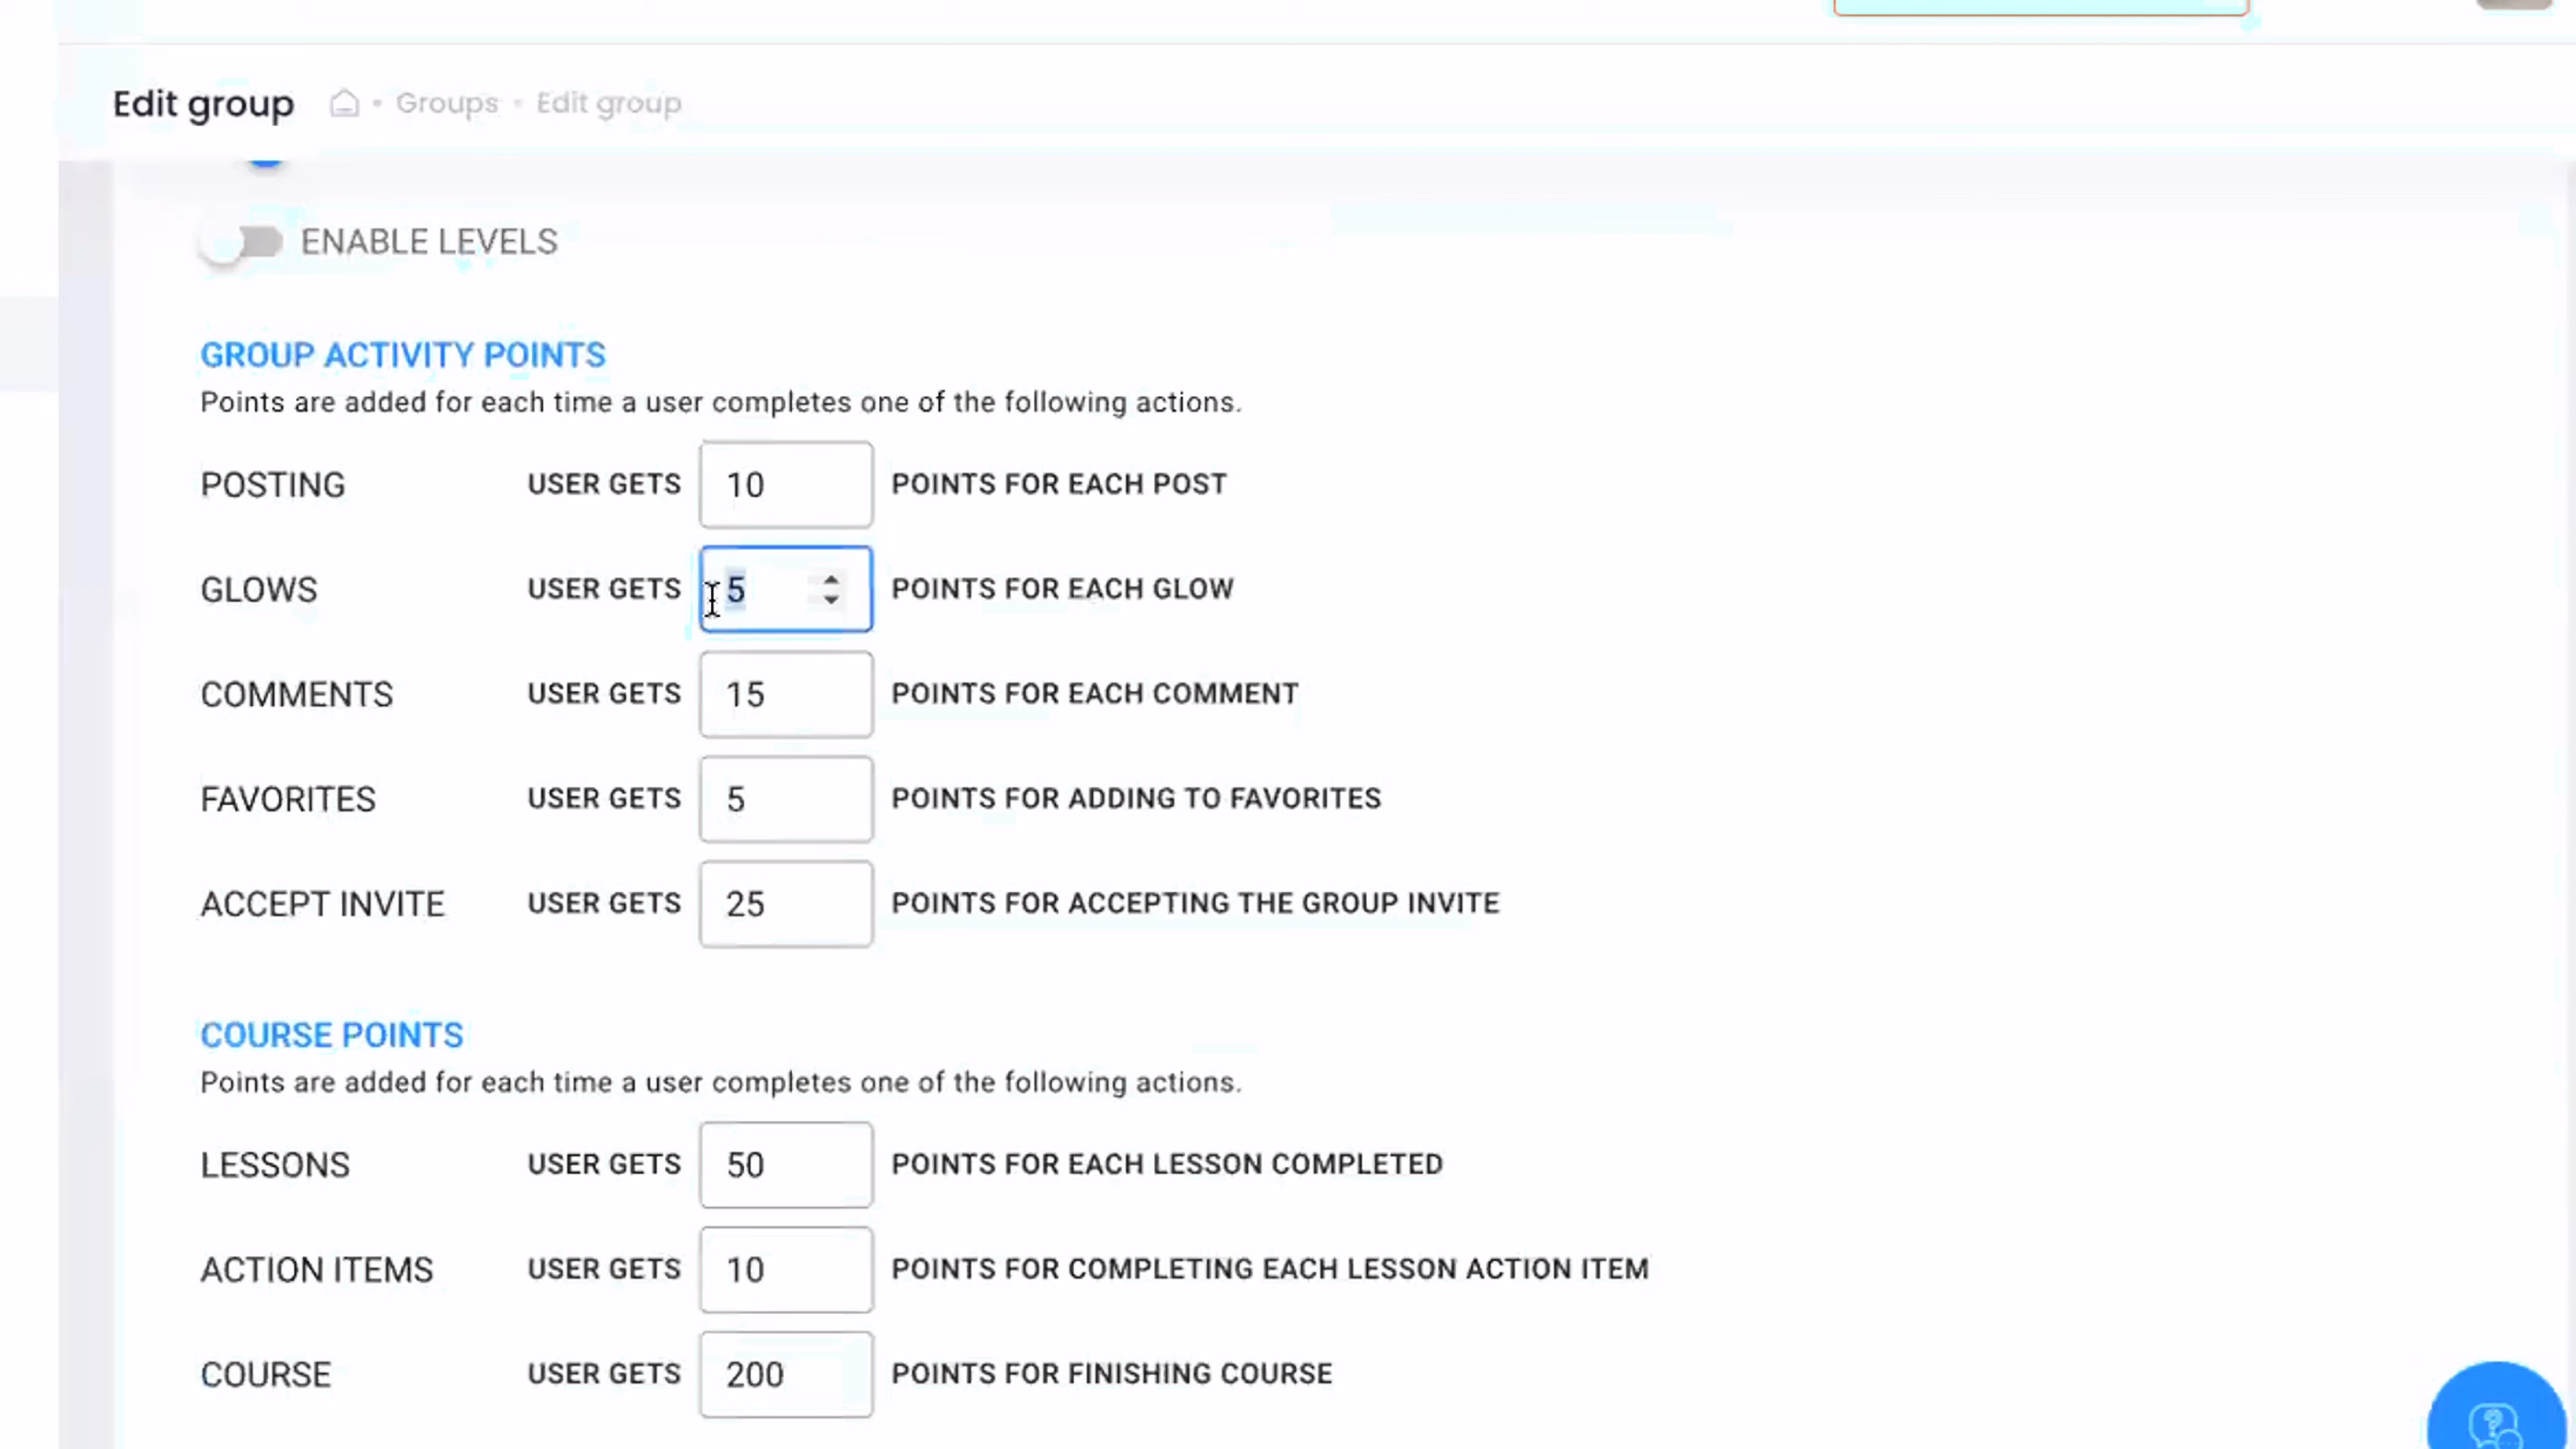 Edit group • Groups • Edit group
ENABLE LEVELS
GROUP ACTIVITY POINTS
Points are added for each time a user completes one of the following actions.
POSTING USER GETS 10 POINTS FOR EACH POST
GLOWS USER GETS 5 POINTS FOR EACH GLOW
COMMENTS USER GETS 15 POINTS FOR EACH COMMENT
FAVORITES USER GETS 5 POINTS FOR ADDING TO FAVORITES
ACCEPT INVITE USER GETS 25 POINTS FOR ACCEPTING THE GROUP INVITE
COURSE POINTS
Points are added for each time a user completes one of the following actions.
LESSONS USER GETS 50 POINTS FOR EACH LESSON COMPLETED
ACTION ITEMS USER GETS 10 POINTS FOR COMPLETING EACH LESSON ACTION ITEM
COURSE USER GETS 200 POINTS FOR FINISHING COURSE